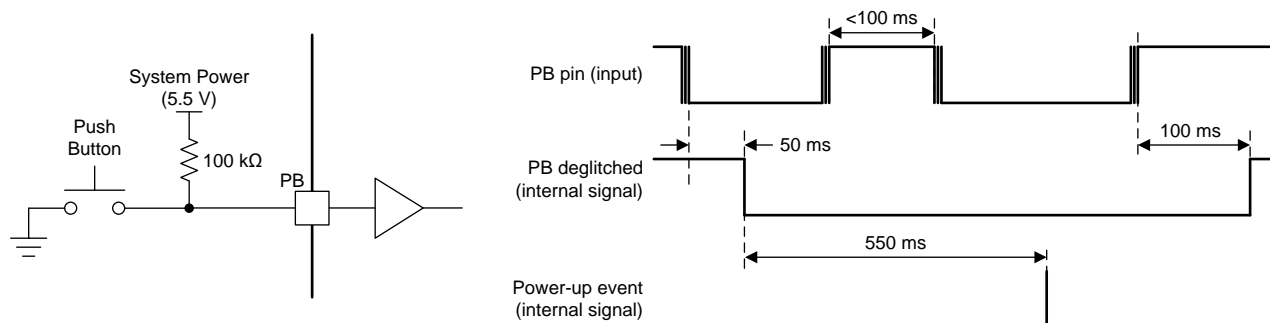 System Power
(5.5 V)
Push
Button
100 kΩ
PB
<100 ms
PB pin (input)
50 ms
100 ms
PB deglitched
(internal signal)
550 ms
Power-up event
(internal signal)